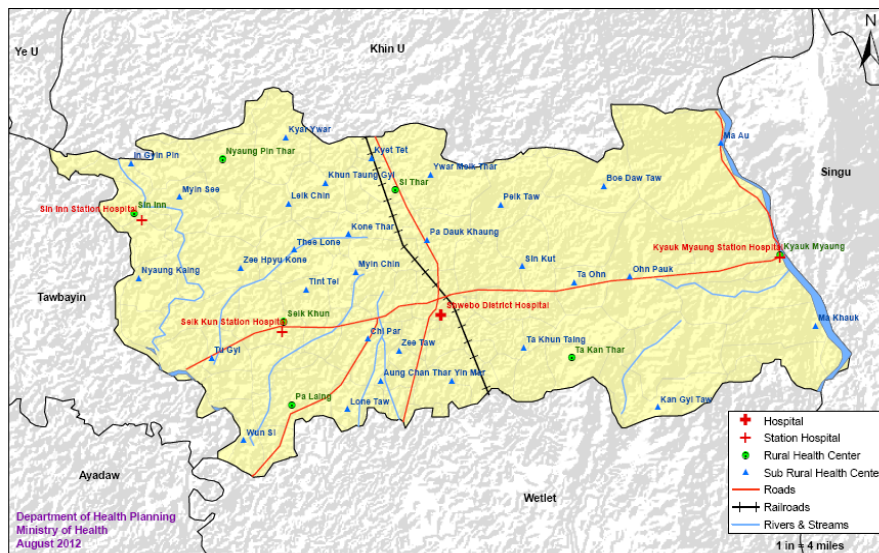 N
Ye U
Khin U
Ma Au
Kyar Ywar
Nyaung Pin Thar
Kyet Tet
In Gyin Pin
Ywar Meik Thar
Singu
Khun Taung Gyi
Si Thar
Boe Daw Taw
Myin See
Leik Chin
Peik Taw
Sin Inn Station Hospital
Sin Inn
Kone Thar
Pa Dauk Khaung
Kyauk Myaung Station Hospital
Kyauk Myaung
Thee Lone
Zee Hpyu Kone
Myin Chin
Sin Kut
Nyaung Kaing
Ta Ohn
Ohn Pauk
Tawbayin
Tint Tei
Shwebo District Hospital
Seik Khun
Seik Kun Station Hospital
Ma Khauk
Chi Par
Tu Gyi
Zee Taw
Ta Khun Taing
Ta Kan Thar
Aung Chan Thar
Yin Mar
Pa Laing
Lone Taw
Kan Gyi Taw
Wun Si
Ayadaw
Wetlet
Hospital
Station Hospital
Rural Health Center
Sub Rural Health Center
Roads
Railroads
Rivers & Streams
Department of Health Planning
Ministry of Health
August 2012
1 in = 4 miles